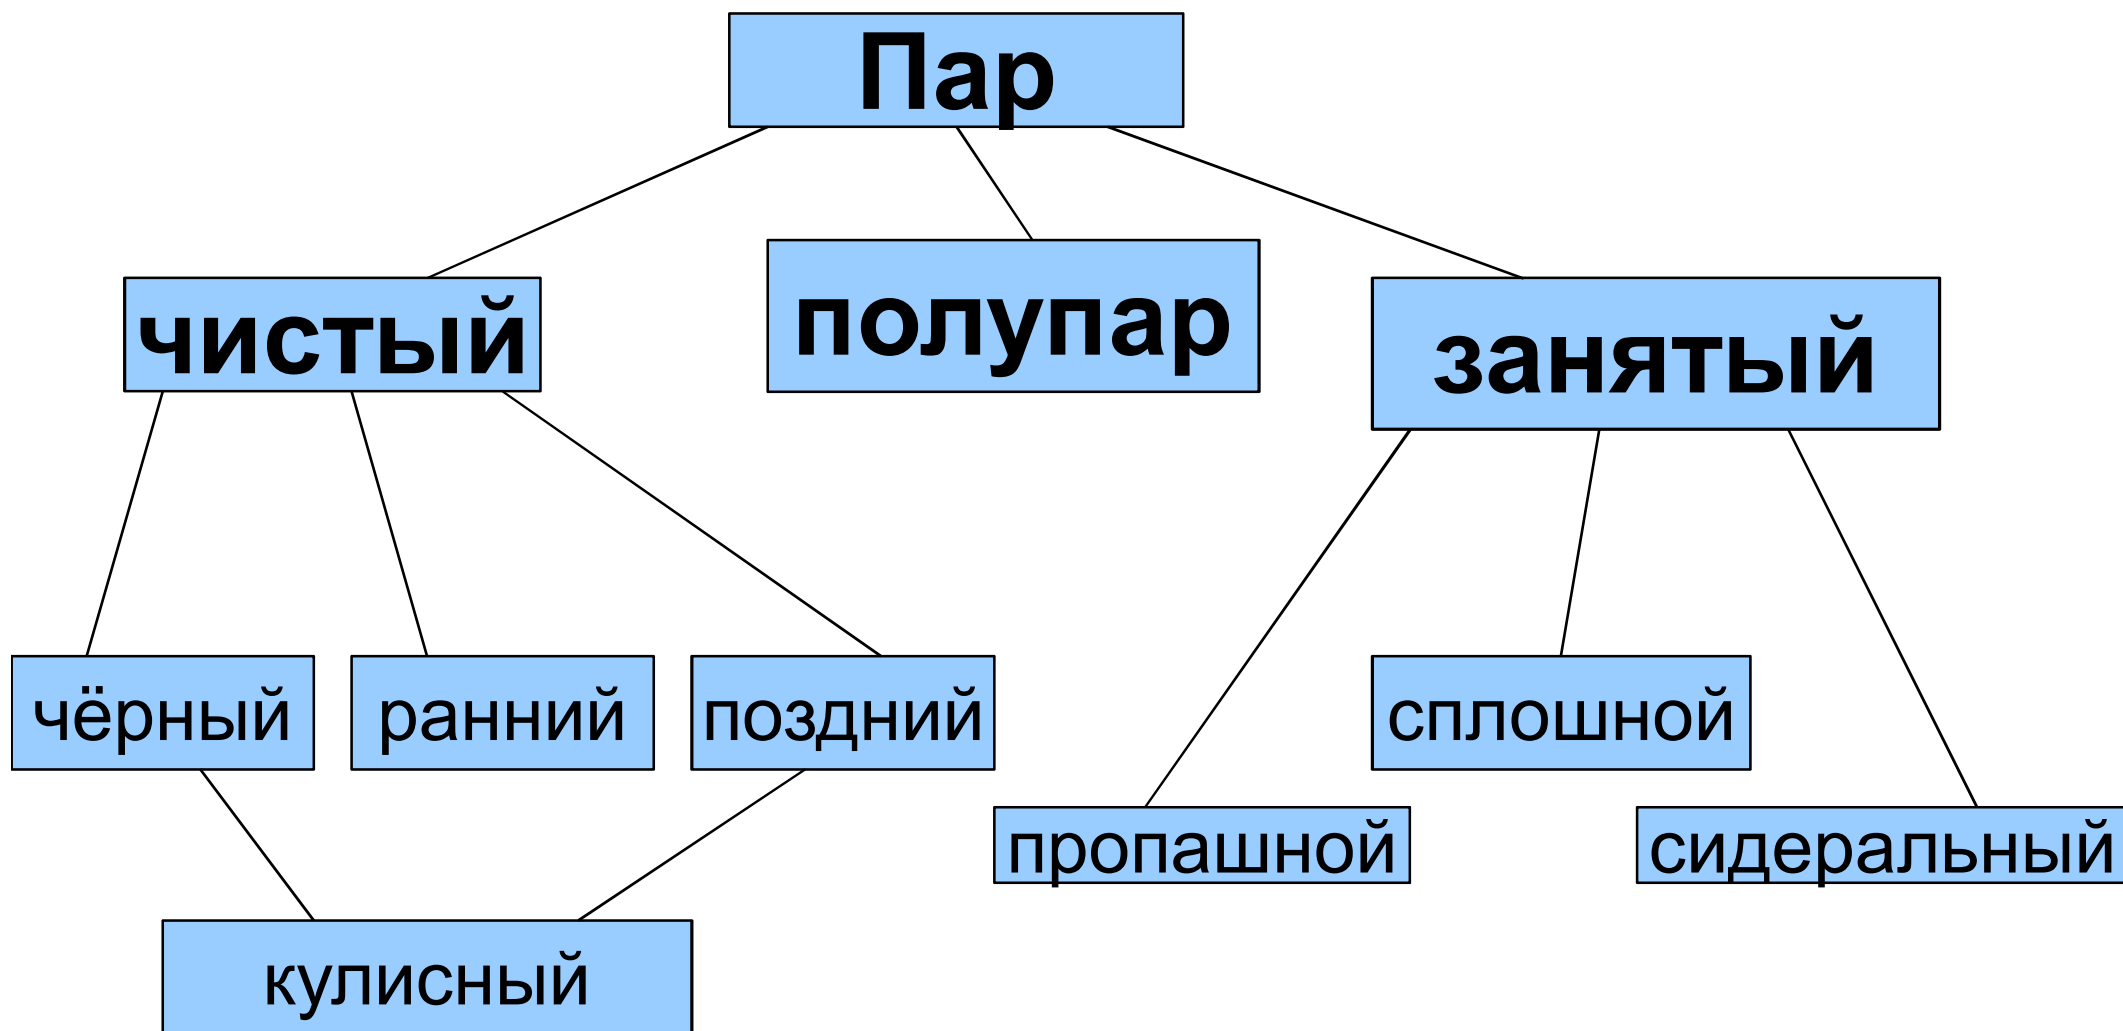 Пар
чистый
полупар
занятый
чёрный
ранний
поздний
сплошной
пропашной
сидеральный
кулисный